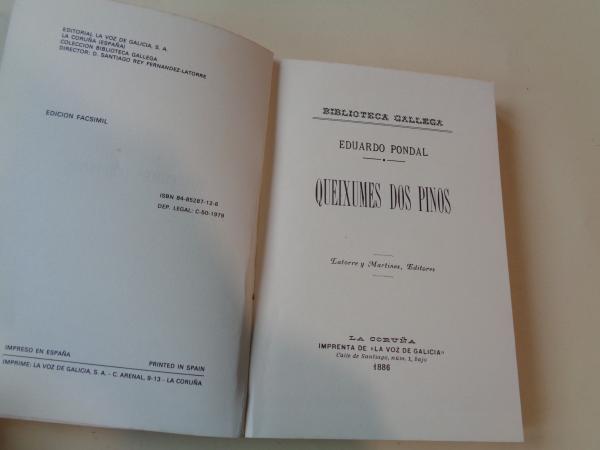 EDITORIAL LA VOZ DE GALICIA, S. A.
LA CORUÑA (ESPAÑA)
COLECCION BIBLIOTECA GALLEGA
DIRECTOR: D. SANTIAGO REY FERNANDEZ-LATORRE
EDICION FACSIMIL
ISBN 84-85287-12-6
DEP. LEGAL: C-50-1979
IMPRESO EN ESPAÑA PRINTED IN SPAIN
IMPRIME: LA VOZ DE GALICIA, S. A. - C. ARENAL, 9-13 - LA CORUÑA
BIBLIOTECA GALLEGA
EDUARDO PONDAL
QUEIXUMES DOS PINOS
Latorre y Martinez, Editores
LA CORUÑA
IMPRENTA DE «LA VOZ DE GALICIA»
Calle de Santiago, núm. 1, bajo
1886